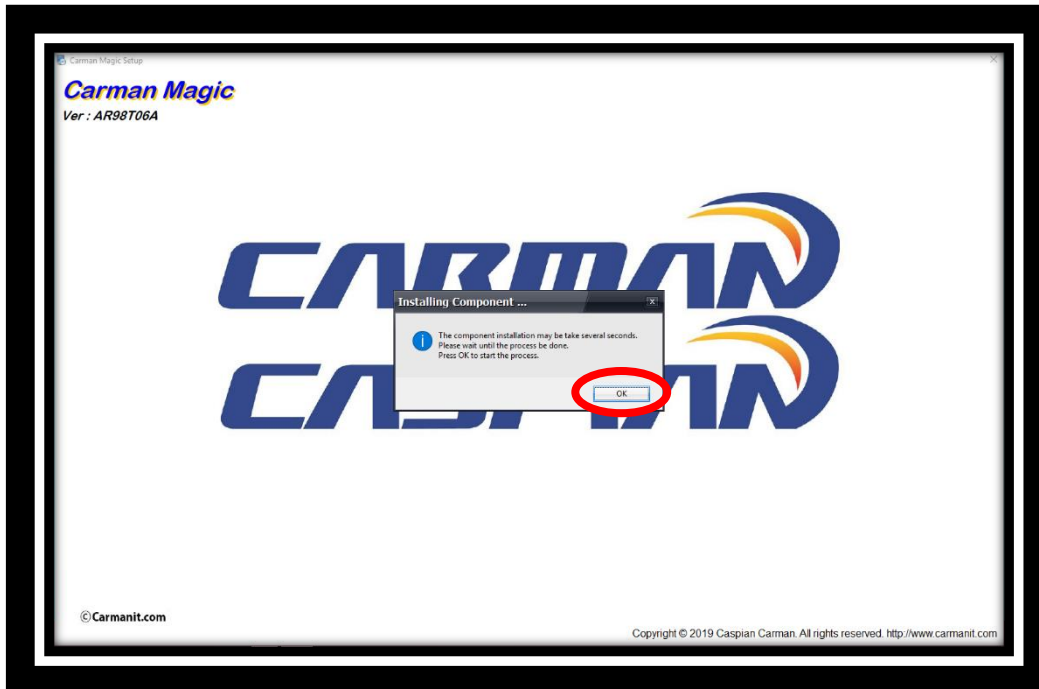 Carman Magic Setup
Carman Magic
Ver : AR98T06A
CARMAN
Installing Component ...
The component installation may be take several seconds.
Please wait until the process be done.
Press OK to start the process.
OK
CASPIAN
©Carmanit.com
Copyright © 2019 Caspian Carman. All rights reserved. http://www.carmanit.com